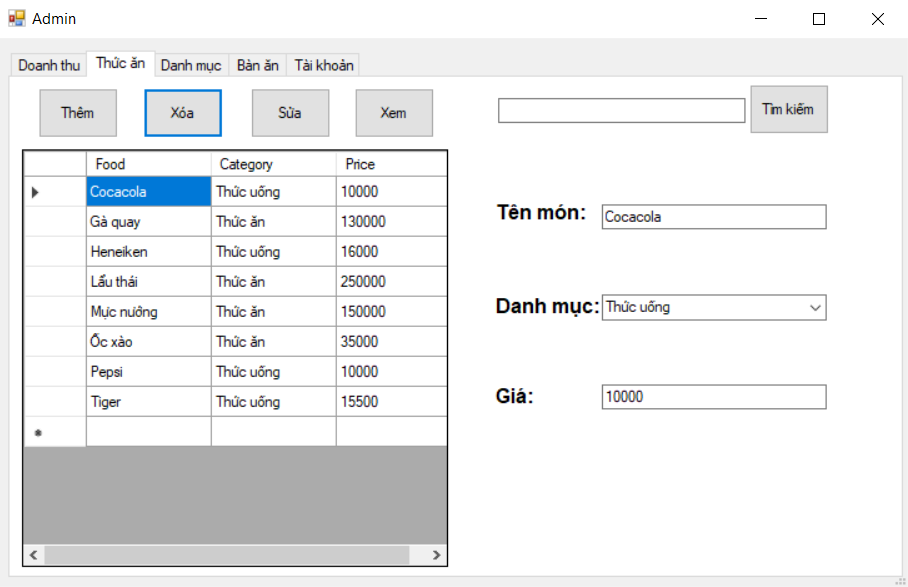 Admin
Doanh thu Thức ăn Danh mục Bàn ăn Tài khoản
Thêm Xóa Sửa Xem Tìm kiếm
Food Category Price
Cocacola Thức uống 10000
Gà quay Thức ăn 130000
Heneiken Thức uống 16000
Lẩu thái Thức ăn 250000
Mực nướng Thức ăn 150000
Ốc xào Thức ăn 35000
Pepsi Thức uống 10000
Tiger Thức uống 15500
Tên món: Cocacola
Danh mục: Thức uống
Giá: 10000